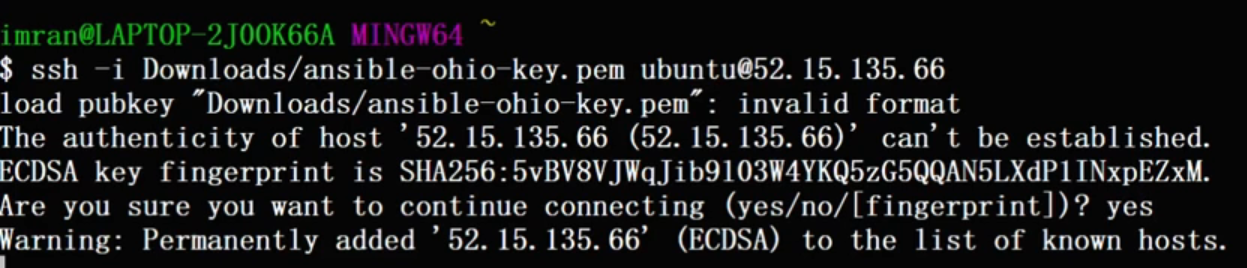 imran@LAPTOP-2J0OK66A MINGW64 ~
$ ssh -i Downloads/ansible-ohio-key.pem ubuntu@52.15.135.66
load pubkey "Downloads/ansible-ohio-key.pem": invalid format
The authenticity of host '52.15.135.66 (52.15.135.66)' can't be established.
ECDSA key fingerprint is SHA256:5vBV8VJWqJib9l03W4YKQ5zG5QQAN5LXdPlINxpEZxM.
Are you sure you want to continue connecting (yes/no/[fingerprint])? yes
Warning: Permanently added '52.15.135.66' (ECDSA) to the list of known hosts.